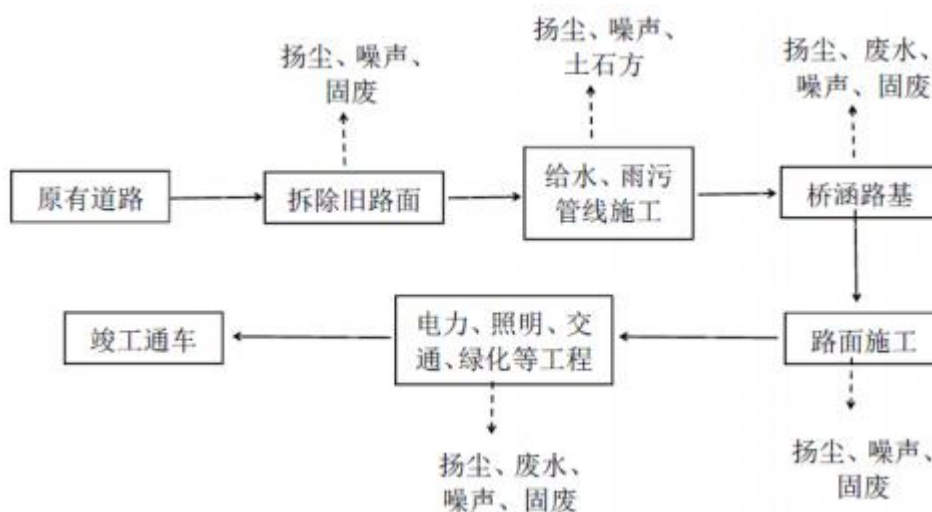 扬尘、噪声、
固废
扬尘、噪声、
土石方
扬尘、废水、
噪声、固废
原有道路
拆除旧路面
给水、雨污
管线施工
桥涵路基
竣工通车
电力、照明、交
通、绿化等工程
路面施工
扬尘、废水、
噪声、固废
扬尘、噪声、
固废